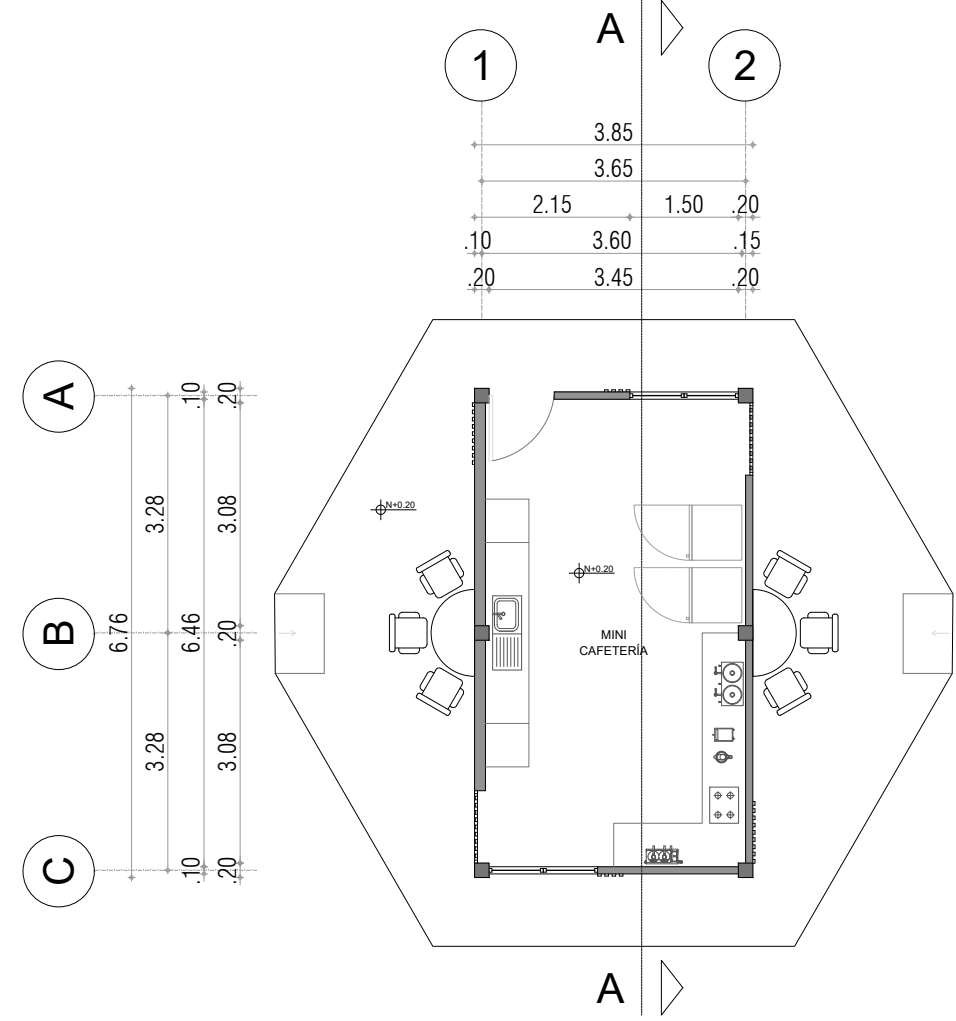 A
1
2
3.85
3.65
2.15 1.50 .20
.10 3.60 .15
.20 3.45 .20
A
B
C
6.76
3.28
3.28
.10
6.46
.10
.20
3.08
.20
3.08
.20
N+0.20
N+0.20
MINI
CAFETERÍA
A